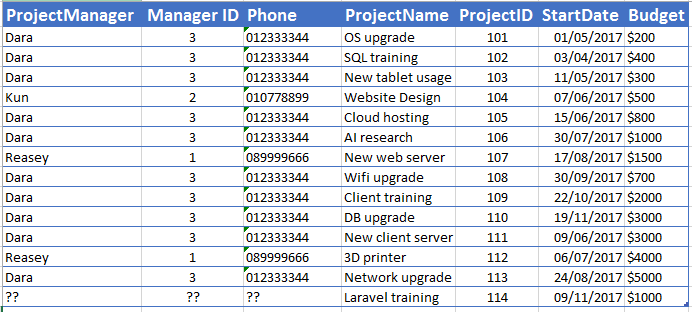 ProjectManager Manager ID Phone ProjectName ProjectID StartDate Budget
Dara 3 012333344 OS upgrade 101 01/05/2017 $200
Dara 3 012333344 SQL training 102 03/04/2017 $400
Dara 3 012333344 New tablet usage 103 11/05/2017 $300
Kun 2 010778899 Website Design 104 07/06/2017 $500
Dara 3 012333344 Cloud hosting 105 15/06/2017 $800
Dara 3 012333344 AI research 106 30/07/2017 $1000
Reasey 1 089999666 New web server 107 17/08/2017 $1500
Dara 3 012333344 Wifi upgrade 108 30/09/2017 $700
Dara 3 012333344 Client training 109 22/10/2017 $2000
Dara 3 012333344 DB upgrade 110 19/11/2017 $3000
Dara 3 012333344 New client server 111 09/06/2017 $3000
Reasey 1 089999666 3D printer 112 06/07/2017 $4000
Dara 3 012333344 Network upgrade 113 24/08/2017 $5000
?? ?? ?? Laravel training 114 09/11/2017 $1000